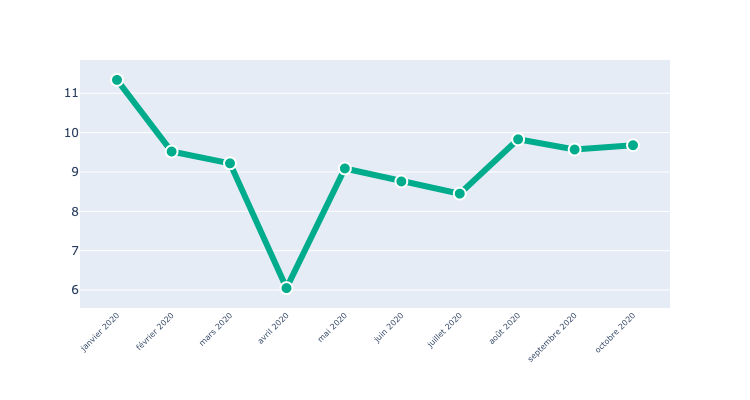 11
10
9
8
7
6
janvier 2020
février 2020
mars 2020
avril 2020
mai 2020
juin 2020
juillet 2020
août 2020
septembre 2020
octobre 2020